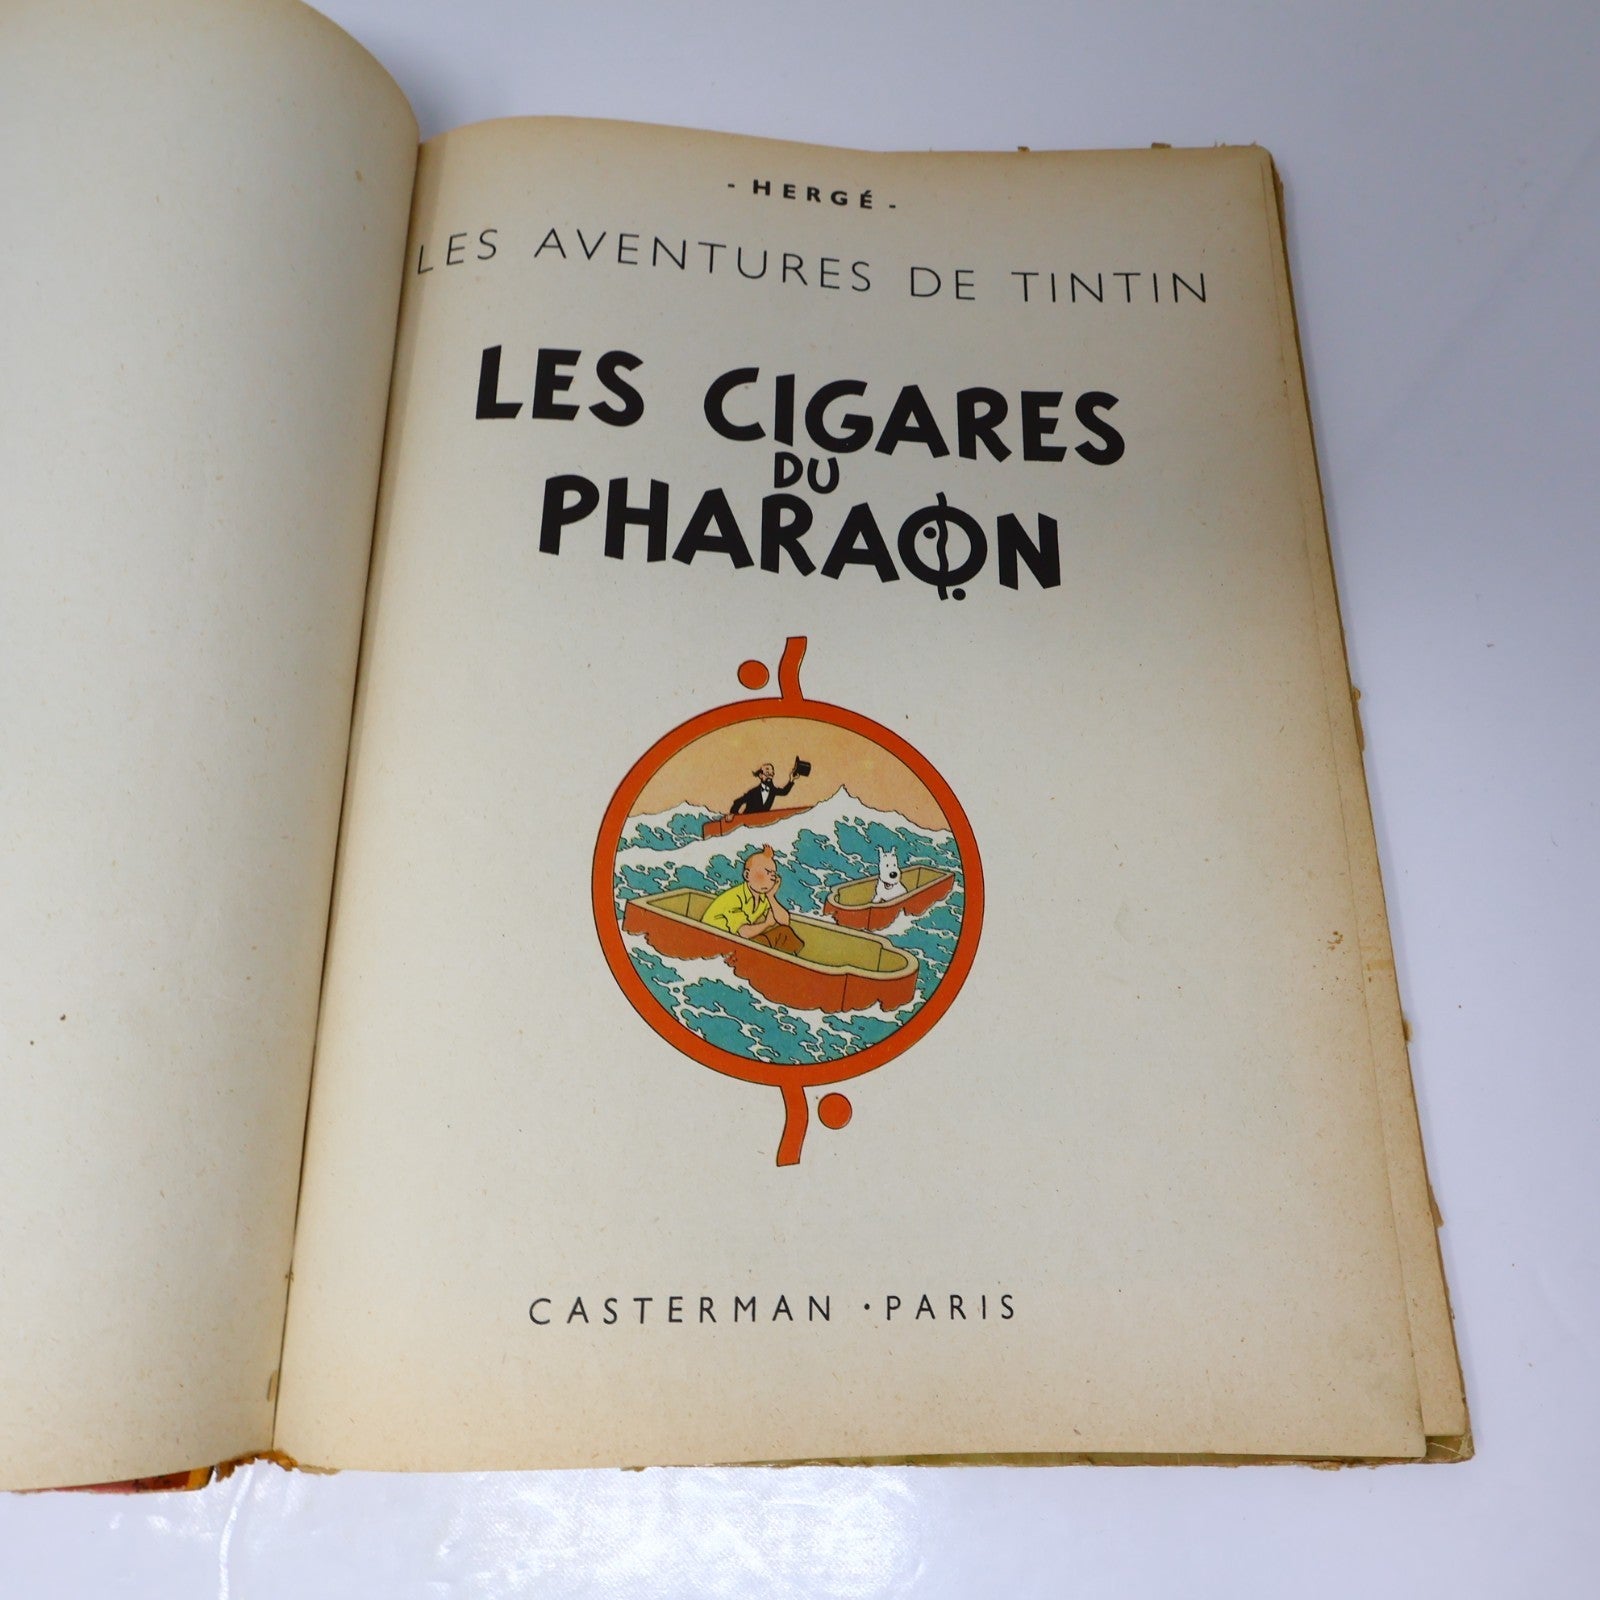 - HERGÉ -
LES AVENTURES DE TINTIN
LES CIGARES
DU
PHARAON
CASTERMAN · PARIS